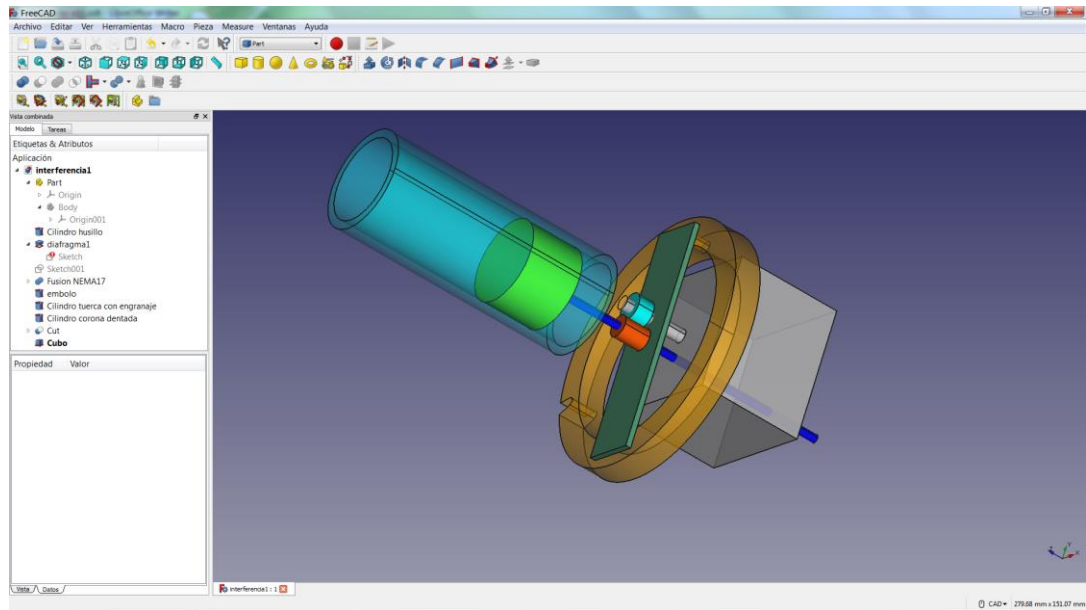 FreeCAD
Archivo Editar Ver Herramientas Macro Pieza Measure Ventanas Ayuda
Part
Vista combinada
Modelo Tareas
Etiquetas & Atributos
Aplicación
interferencia1
Part
Origin
Body
Origin001
Cilindro husillo
diafragma1
Sketch
Sketch001
Fusion NEMA17
embolo
Cilindro tuerca con engranaje
Cilindro corona dentada
Cut
Cubo
Propiedad Valor
Vista Datos
interferencia1 : 1
CAD 279.68 mm x 151.07 mm